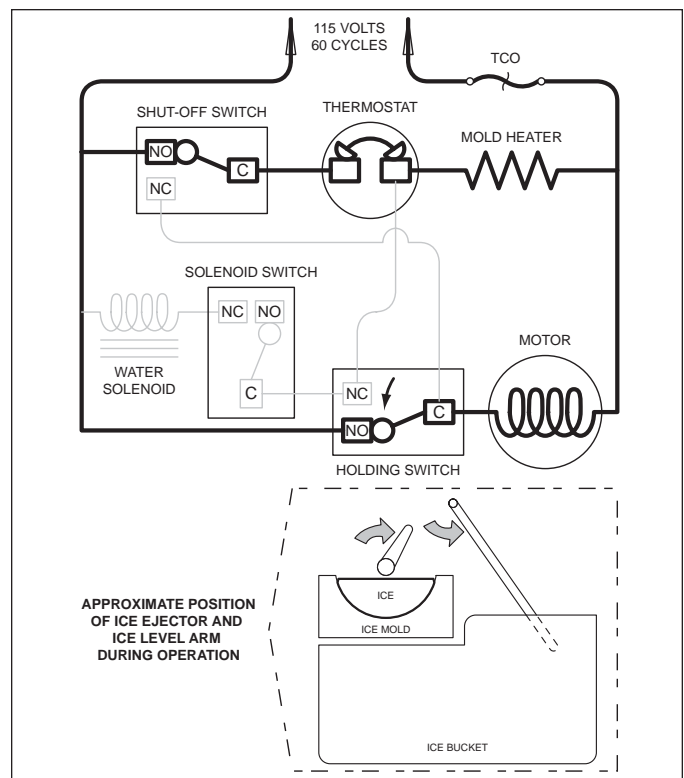 115 VOLTS
60 CYCLES
TCO
SHUT-OFF SWITCH
THERMOSTAT
MOLD HEATER
NO
C
NC
SOLENOID SWITCH
NC
NO
MOTOR
WATER
SOLENOID
C
NC
C
NO
HOLDING SWITCH
APPROXIMATE POSITION
OF ICE EJECTOR AND
ICE LEVEL ARM
DURING OPERATION
ICE
ICE MOLD
ICE BUCKET